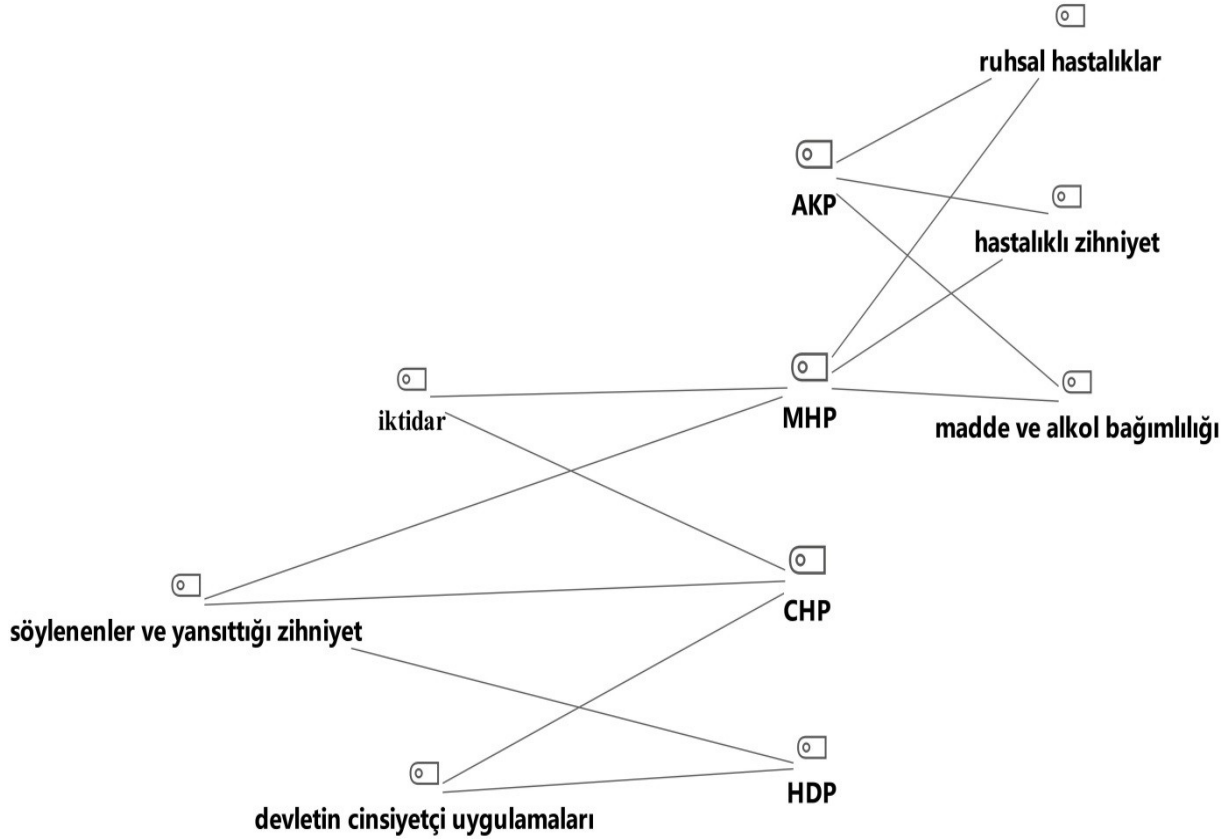 ruhsal hastalıklar
AKP
hastalıklı zihniyet
iktidar
MHP
madde ve alkol bağımlılığı
söylenenler ve yansıttığı zihniyet
CHP
devletin cinsiyetçi uygulamaları
HDP